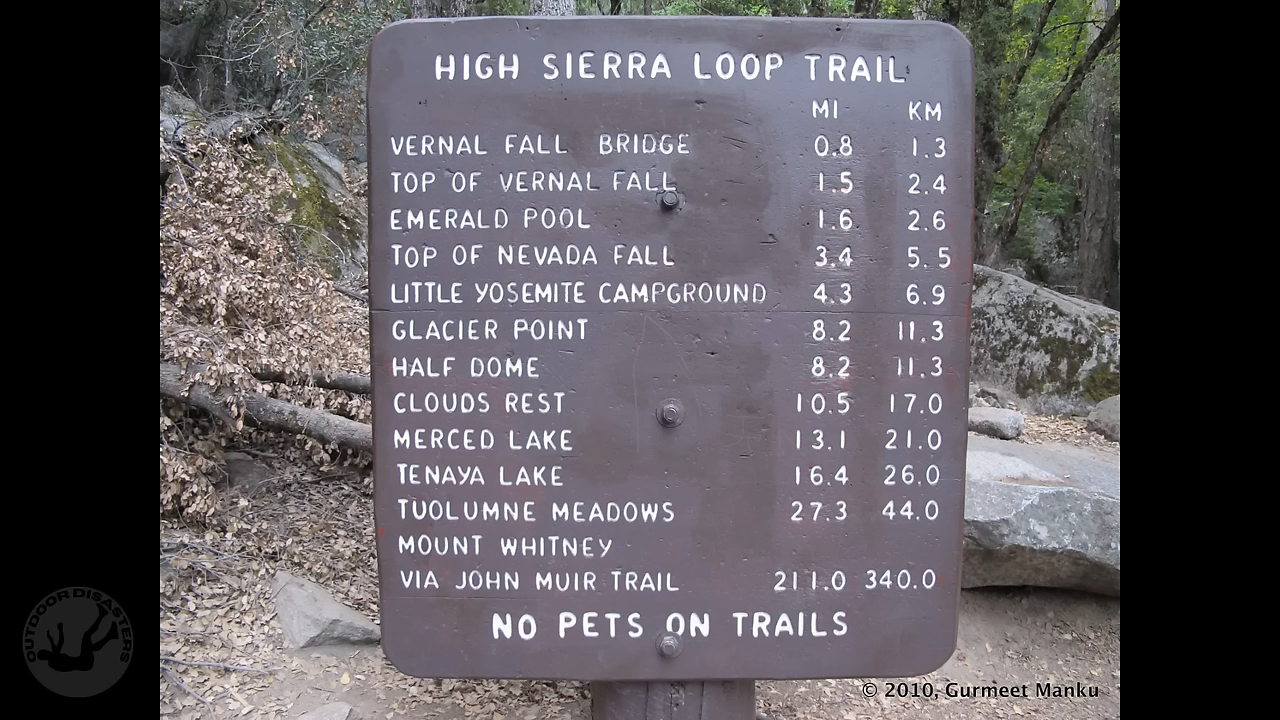 HIGH SIERRA LOOP TRAIL
MI KM
VERNAL FALL BRIDGE 0.8 1.3
TOP OF VERNAL FALL 1.5 2.4
EMERALD POOL 1.6 2.6
TOP OF NEVADA FALL 3.4 5.5
LITTLE YOSEMITE CAMPGROUND 4.3 6.9
GLACIER POINT 8.2 11.3
HALF DOME 8.2 11.3
CLOUDS REST 10.5 17.0
MERCED LAKE 13.1 21.0
TENAYA LAKE 16.4 26.0
TUOLUMNE MEADOWS 27.3 44.0
MOUNT WHITNEY
VIA JOHN MUIR TRAIL 211.0 340.0
NO PETS ON TRAILS
OUTDOOR DISASTERS
© 2010, Gurmeet Manku